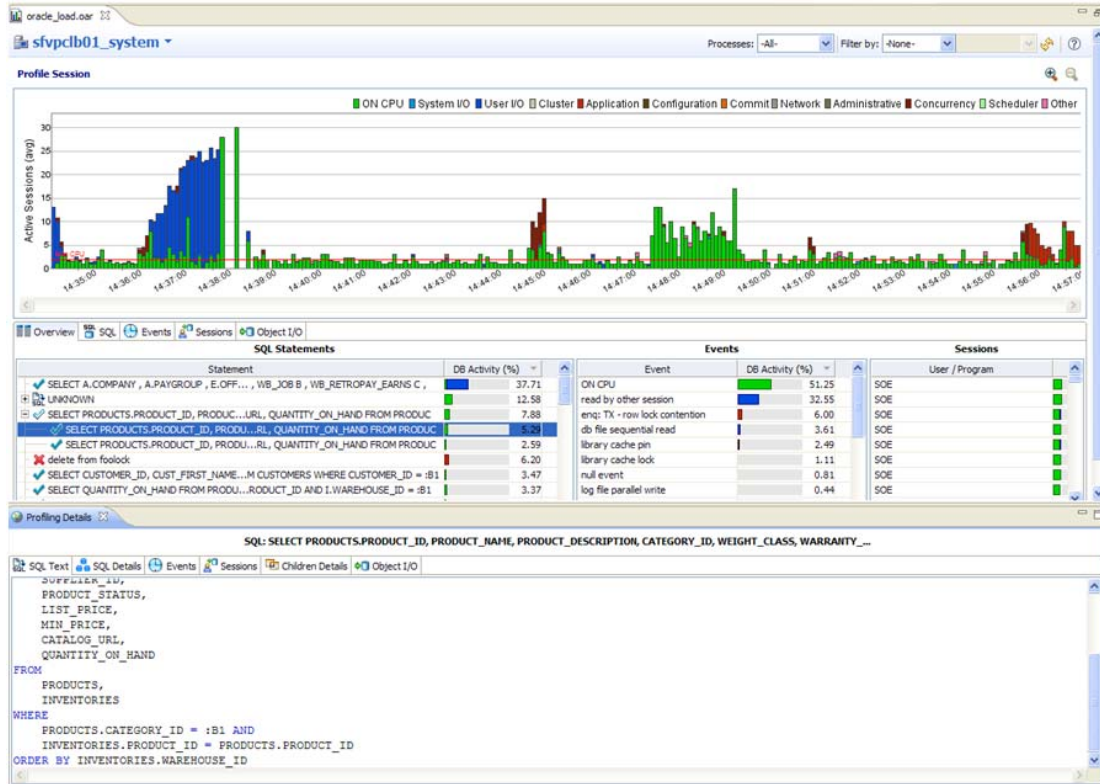 oracle_load.oar
sfvpclb01_system
Processes: -All- Filter by: -None-
Profile Session
ON CPU System I/O User I/O Cluster Application Configuration Commit Network Administrative Concurrency Scheduler Other
Active Sessions (avg)
30
25
20
15
10
5
0
14:35:00 14:36:00 14:37:00 14:38:00 14:39:00 14:40:00 14:41:00 14:42:00 14:43:00 14:44:00 14:45:00 14:46:00 14:47:00 14:48:00 14:49:00 14:50:00 14:51:00 14:52:00 14:53:00 14:54:00 14:55:00 14:56:00 14:57:0
Overview SQL Events Sessions Object I/O
SQL Statements Events Sessions
Statement DB Activity (%) Event DB Activity (%) User / Program
SELECT A.COMPANY , A.PAYGROUP , E.OFF... , WB_JOB B , WB_RETROPAY_EARNS C , 37.71 ON CPU 51.25 SOE
UNKNOWN 12.58 read by other session 32.55 SOE
SELECT PRODUCTS.PRODUCT_ID, PRODUC...URL, QUANTITY_ON_HAND FROM PRODUC 7.88 enq: TX - row lock contention 6.00 SOE
SELECT PRODUCTS.PRODUCT_ID, PRODU...RL, QUANTITY_ON_HAND FROM PRODUC 5.29 db file sequential read 3.61 SOE
SELECT PRODUCTS.PRODUCT_ID, PRODU...RL, QUANTITY_ON_HAND FROM PRODUC 2.59 library cache pin 2.49 SOE
delete from foolock 6.20 library cache lock 1.11 SOE
SELECT CUSTOMER_ID, CUST_FIRST_NAME...M CUSTOMERS WHERE CUSTOMER_ID = :B1 3.47 null event 0.81 SOE
SELECT QUANTITY_ON_HAND FROM PRODU...RODUCT_ID AND I.WAREHOUSE_ID = :B1 3.37 log file parallel write 0.44 SOE
Profiling Details
SQL: SELECT PRODUCTS.PRODUCT_ID, PRODUCT_NAME, PRODUCT_DESCRIPTION, CATEGORY_ID, WEIGHT_CLASS, WARRANTY_...
SQL Text SQL Details Events Sessions Children Details Object I/O
SUPPLIER_ID,
PRODUCT_STATUS,
LIST_PRICE,
MIN_PRICE,
CATALOG_URL,
QUANTITY_ON_HAND
FROM
PRODUCTS,
INVENTORIES
WHERE
PRODUCTS.CATEGORY_ID = :B1 AND
INVENTORIES.PRODUCT_ID = PRODUCTS.PRODUCT_ID
ORDER BY INVENTORIES.WAREHOUSE_ID